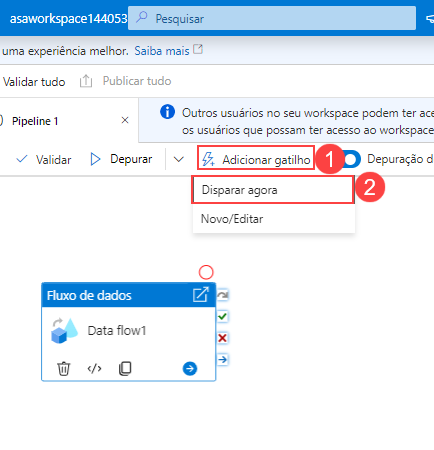 asaworkspace144053
Pesquisar
uma experiência melhor. Saiba mais
Validar tudo
Publicar tudo
Pipeline 1
Outros usuários no seu workspace podem ter ace
os usuários que possam ter acesso ao workspace
Validar
Depurar
Adicionar gatilho
1
Depuração d
Disparar agora
2
Novo/Editar
Fluxo de dados
Data flow1